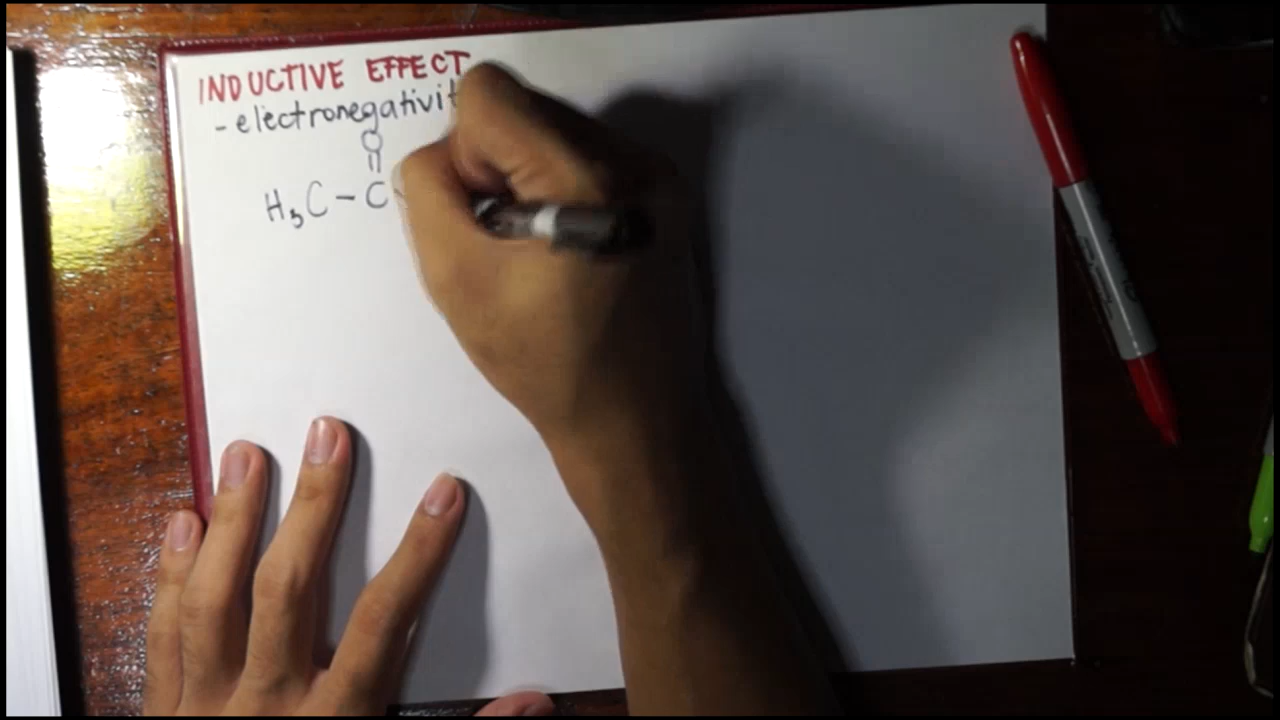 INDUCTIVE EFFECT
- electronegativit
O
H₃C - C